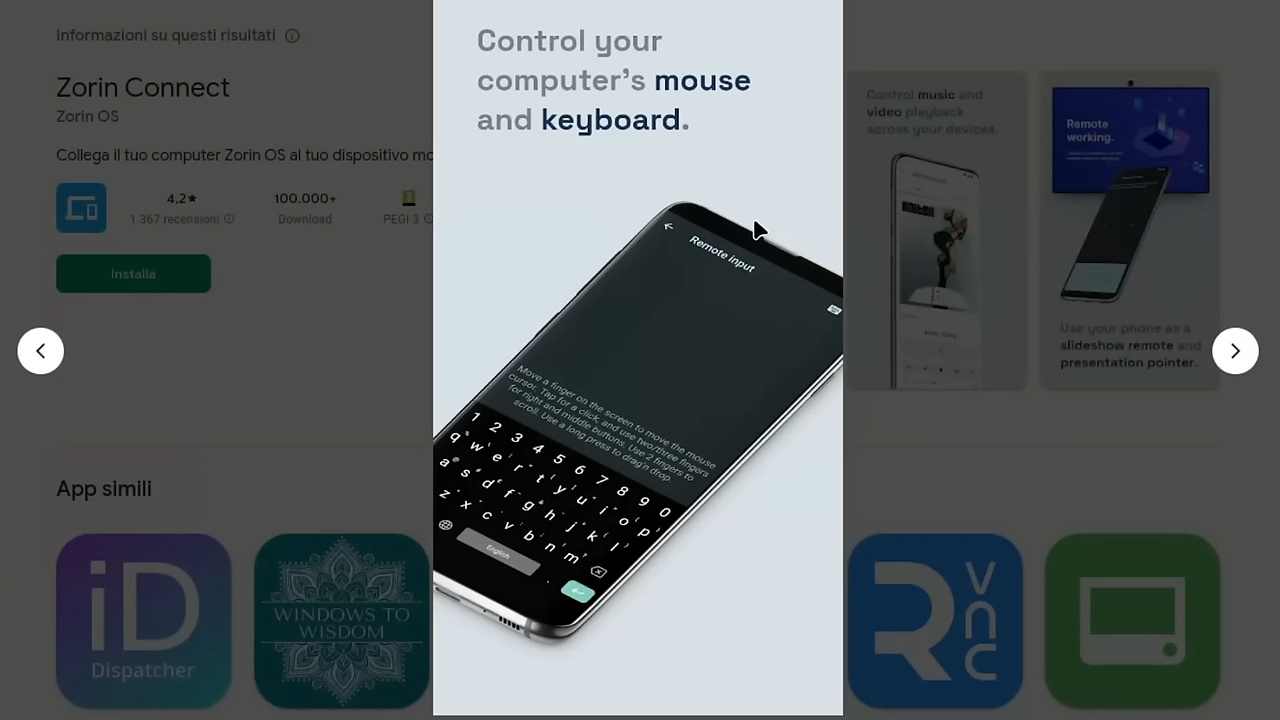 Informazioni su questi risultati
Zorin Connect
Zorin OS
Collega il tuo computer Zorin OS al tuo dispositivo mo
4,2★
1.367 recensioni
100.000+
Download
3
PEGI 3
Installa
Control your
computer's mouse
and keyboard.
Remote input
Move a finger on the screen to move the mouse
cursor. Tap for a click, and use two/three fingers
for right and middle buttons. Use 2 fingers to
scroll. Use a long press to drag'n drop.
1 2 3 4 5 6 7 8 9 0
q w e r t y u i o p
a s d f g h j k l
z x c v b n m
English
Control music and
video playback
across your devices.
Remote
working.
Use your phone as a
slideshow remote and
presentation pointer.
App simili
iD
Dispatcher
WINDOWS TO
WISDOM
R
V
n
C